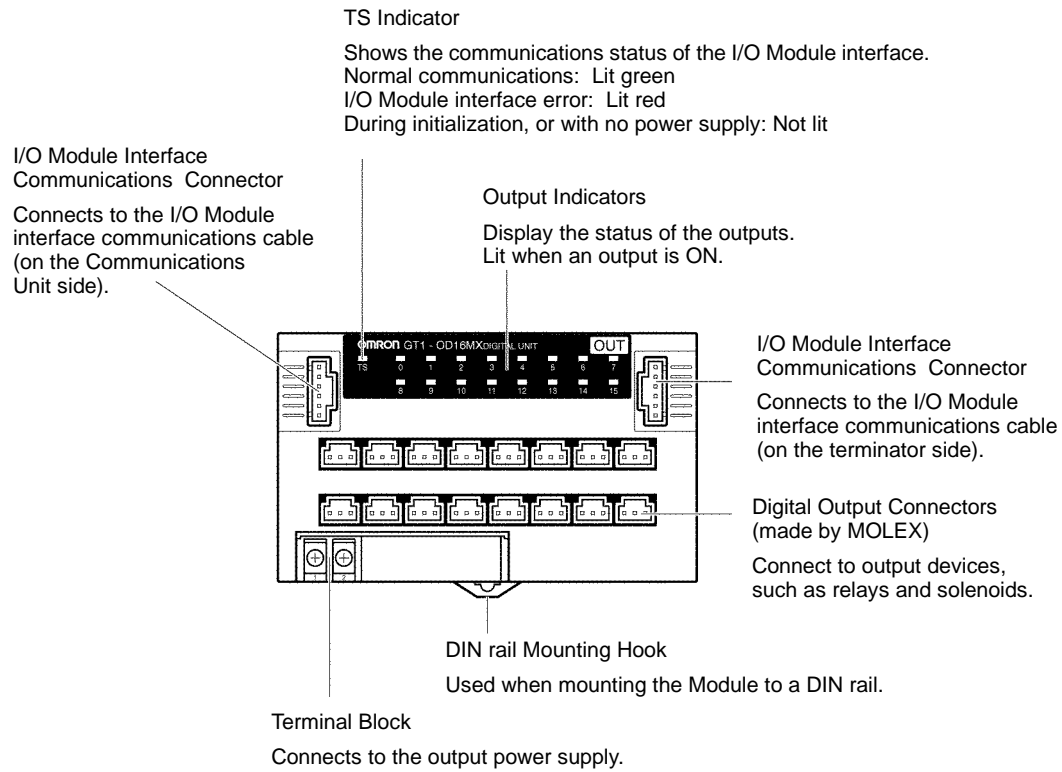 TS Indicator
Shows the communications status of the I/O Module interface.
Normal communications: Lit green
I/O Module interface error: Lit red
During initialization, or with no power supply: Not lit
I/O Module Interface
Communications Connector
Connects to the I/O Module
interface communications cable
(on the Communications
Unit side).
Output Indicators
Display the status of the outputs.
Lit when an output is ON.
OMRON GT1 - OD16MX DIGITAL UNIT OUT
TS 0 1 2 3 4 5 6 7
8 9 10 11 12 13 14 15
I/O Module Interface
Communications Connector
Connects to the I/O Module
interface communications cable
(on the terminator side).
Digital Output Connectors
(made by MOLEX)
Connect to output devices,
such as relays and solenoids.
1 2
DIN rail Mounting Hook
Used when mounting the Module to a DIN rail.
Terminal Block
Connects to the output power supply.